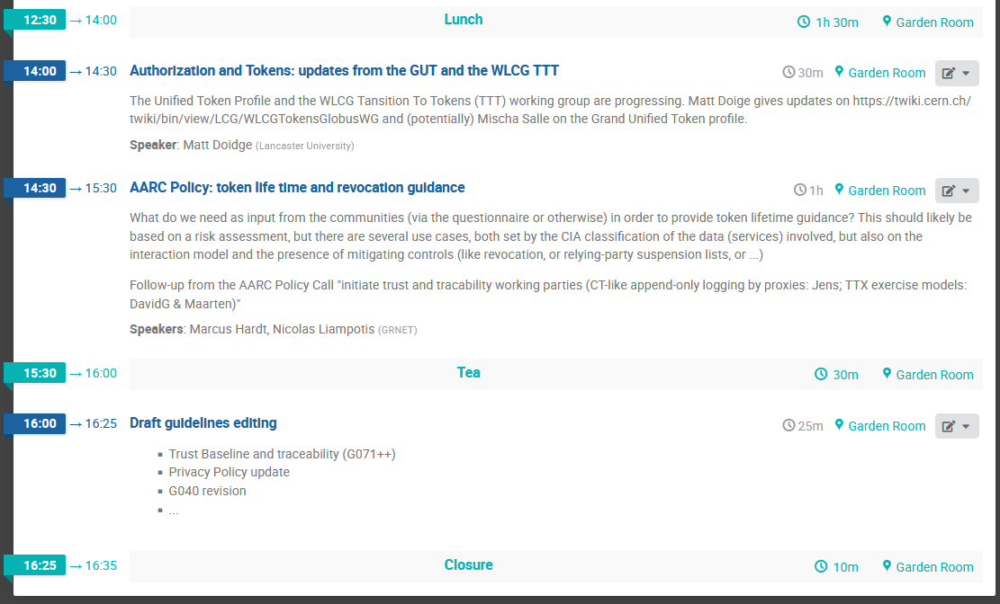 12:30 → 14:00 Lunch 1h 30m Garden Room
14:00 → 14:30 Authorization and Tokens: updates from the GUT and the WLCG TTT 30m Garden Room
The Unified Token Profile and the WLCG Tansition To Tokens (TTT) working group are progressing. Matt Doige gives updates on https://twiki.cern.ch/
twiki/bin/view/LCG/WLCGTokensGlobusWG and (potentially) Mischa Salle on the Grand Unified Token profile.
Speaker: Matt Doidge (Lancaster University)
14:30 → 15:30 AARC Policy: token life time and revocation guidance 1h Garden Room
What do we need as input from the communities (via the questionnaire or otherwise) in order to provide token lifetime guidance? This should likely be
based on a risk assessment, but there are several use cases, both set by the CIA classification of the data (services) involved, but also on the
interaction model and the presence of mitigating controls (like revocation, or relying-party suspension lists, or ...)
Follow-up from the AARC Policy Call "initiate trust and tracability working parties (CT-like append-only logging by proxies: Jens; TTX exercise models:
DavidG & Maarten)"
Speakers: Marcus Hardt, Nicolas Liampotis (GRNET)
15:30 → 16:00 Tea 30m Garden Room
16:00 → 16:25 Draft guidelines editing 25m Garden Room
▪ Trust Baseline and traceability (G071++)
▪ Privacy Policy update
▪ G040 revision
▪ ...
16:25 → 16:35 Closure 10m Garden Room